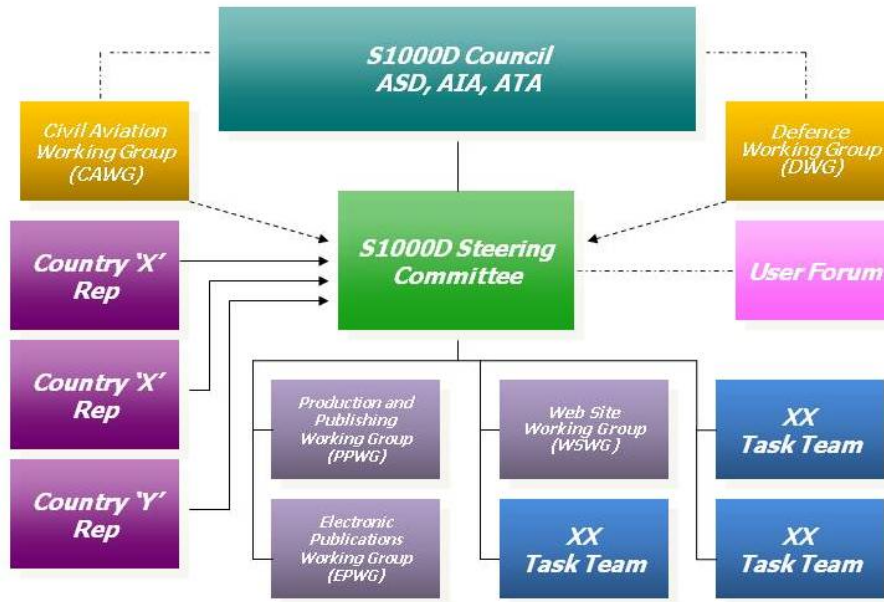 S1000D Council
ASD, AIA, ATA
Civil Aviation
Working Group
(CAWG)
Defence
Working Group
(DWG)
S1000D Steering
Committee
Country ‘X’
Rep
User Forum
Country ‘X’
Rep
Production and
Publishing
Working Group
(PPWG)
Web Site
Working Group
(WSWG)
XX
Task Team
Country ‘Y’
Rep
Electronic
Publications
Working Group
(EPWG)
XX
Task Team
XX
Task Team